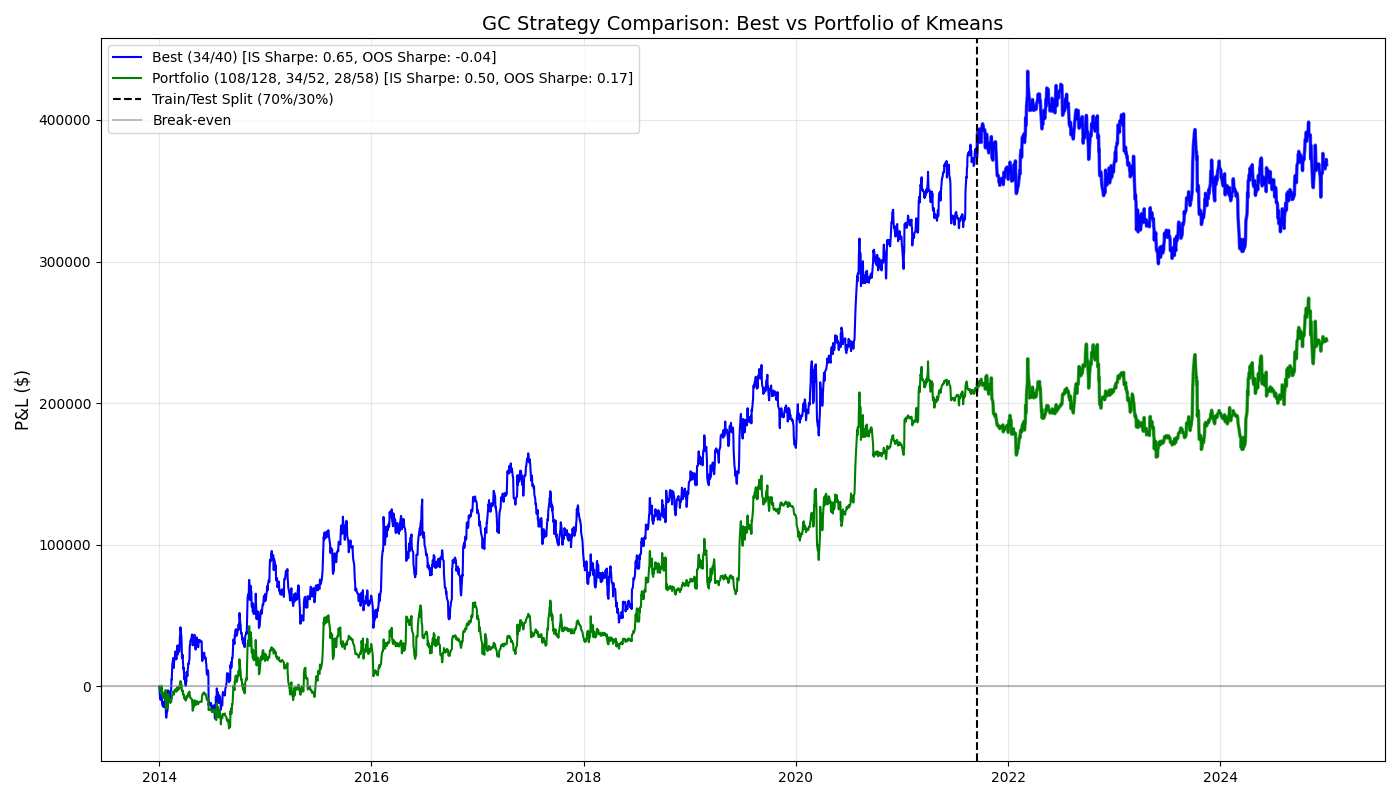 GC Strategy Comparison: Best vs Portfolio of Kmeans
Best (34/40) [IS Sharpe: 0.65, OOS Sharpe: -0.04]
Portfolio (108/128, 34/52, 28/58) [IS Sharpe: 0.50, OOS Sharpe: 0.17]
Train/Test Split (70%/30%)
Break-even
P&L ($)
400000
300000
200000
100000
0
2014
2016
2018
2020
2022
2024